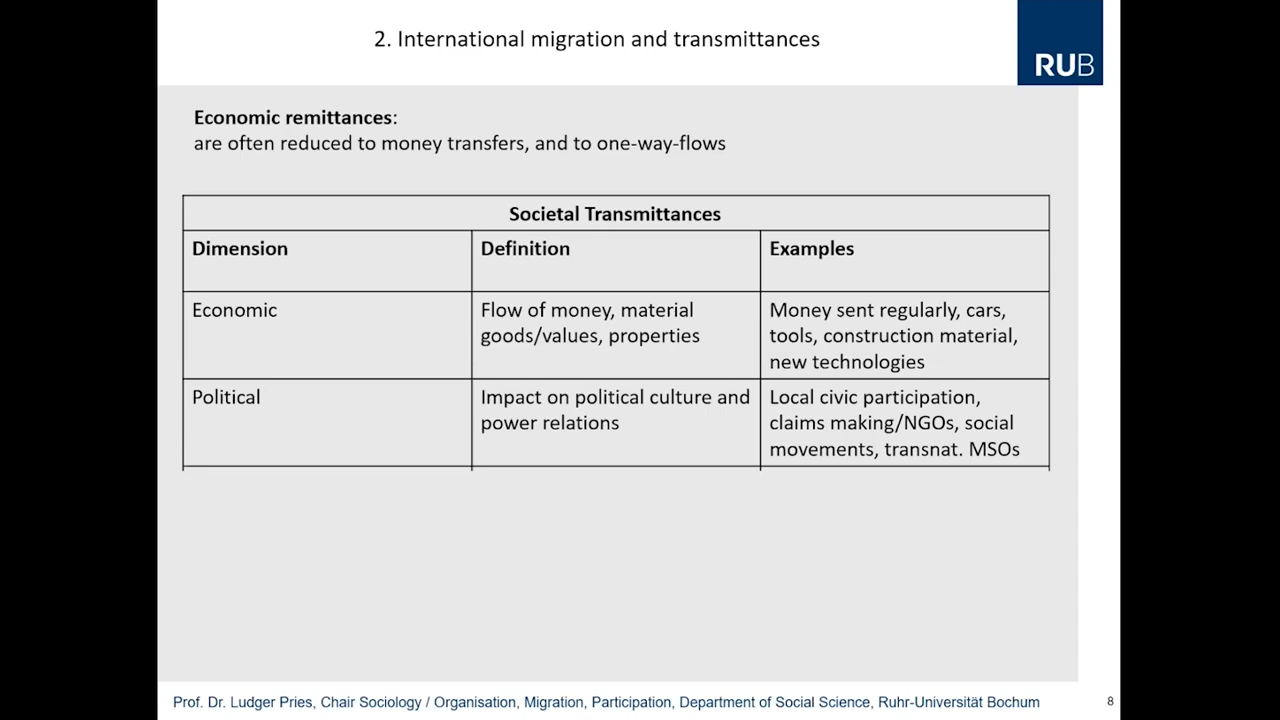 2. International migration and transmittances
RUB
Economic remittances:
are often reduced to money transfers, and to one-way-flows
Societal Transmittances
Dimension
Definition
Examples
Economic
Flow of money, material
goods/values, properties
Money sent regularly, cars,
tools, construction material,
new technologies
Political
Impact on political culture and
power relations
Local civic participation,
claims making/NGOs, social
movements, transnat. MSOs
Prof. Dr. Ludger Pries, Chair Sociology / Organisation, Migration, Participation, Department of Social Science, Ruhr-Universität Bochum
8